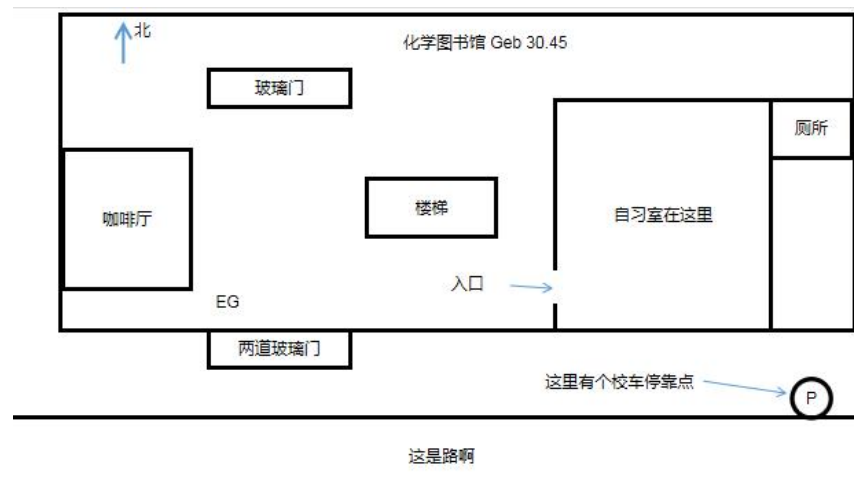 北
化学图书馆 Geb 30.45
玻璃门
厕所
咖啡厅
楼梯
自习室在这里
入口
EG
两道玻璃门
这里有个校车停靠点
P
这是路啊